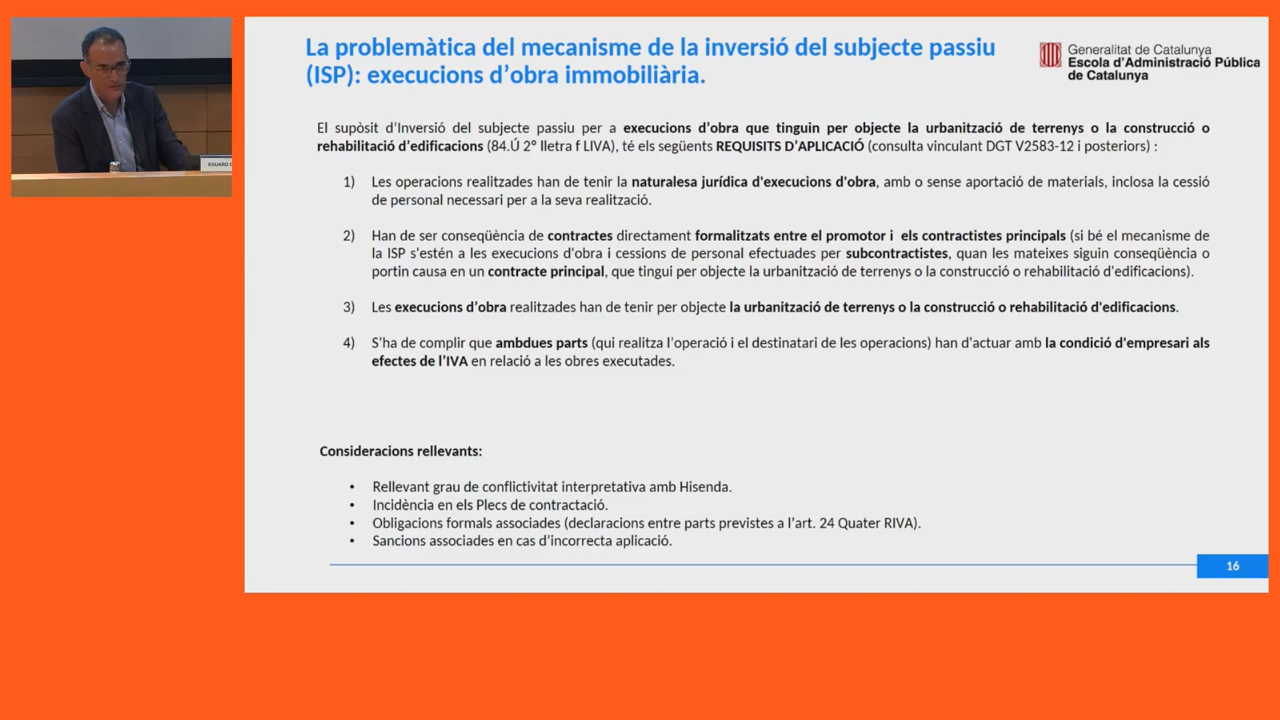 La problemàtica del mecanisme de la inversió del subjecte passiu
(ISP): execucions d'obra immobiliària.
Generalitat de Catalunya
Escola d'Administració Pública
de Catalunya
El supòsit d'Inversió del subjecte passiu per a execucions d'obra que tinguin per objecte la urbanització de terrenys o la construcció o
rehabilitació d'edificacions (84.Ú 2º lletra f LIVA), té els següents REQUISITS D'APLICACIÓ (consulta vinculant DGT V2583-12 i posteriors) :
1) Les operacions realitzades han de tenir la naturalesa jurídica d'execucions d'obra, amb o sense aportació de materials, inclosa la cessió
de personal necessari per a la seva realització.
2) Han de ser conseqüència de contractes directament formalitzats entre el promotor i els contractistes principals (si bé el mecanisme de
la ISP s'estén a les execucions d'obra i cessions de personal efectuades per subcontractistes, quan les mateixes siguin conseqüència o
portin causa en un contracte principal, que tingui per objecte la urbanització de terrenys o la construcció o rehabilitació d'edificacions).
3) Les execucions d'obra realitzades han de tenir per objecte la urbanització de terrenys o la construcció o rehabilitació d'edificacions.
4) S'ha de complir que ambdues parts (qui realitza l'operació i el destinatari de les operacions) han d'actuar amb la condició d'empresari als
efectes de l'IVA en relació a les obres executades.
Consideracions rellevants:
• Rellevant grau de conflictivitat interpretativa amb Hisenda.
• Incidència en els Plecs de contractació.
• Obligacions formals associades (declaracions entre parts previstes a l'art. 24 Quater RIVA).
• Sancions associades en cas d'incorrecta aplicació.
16
EDUARD